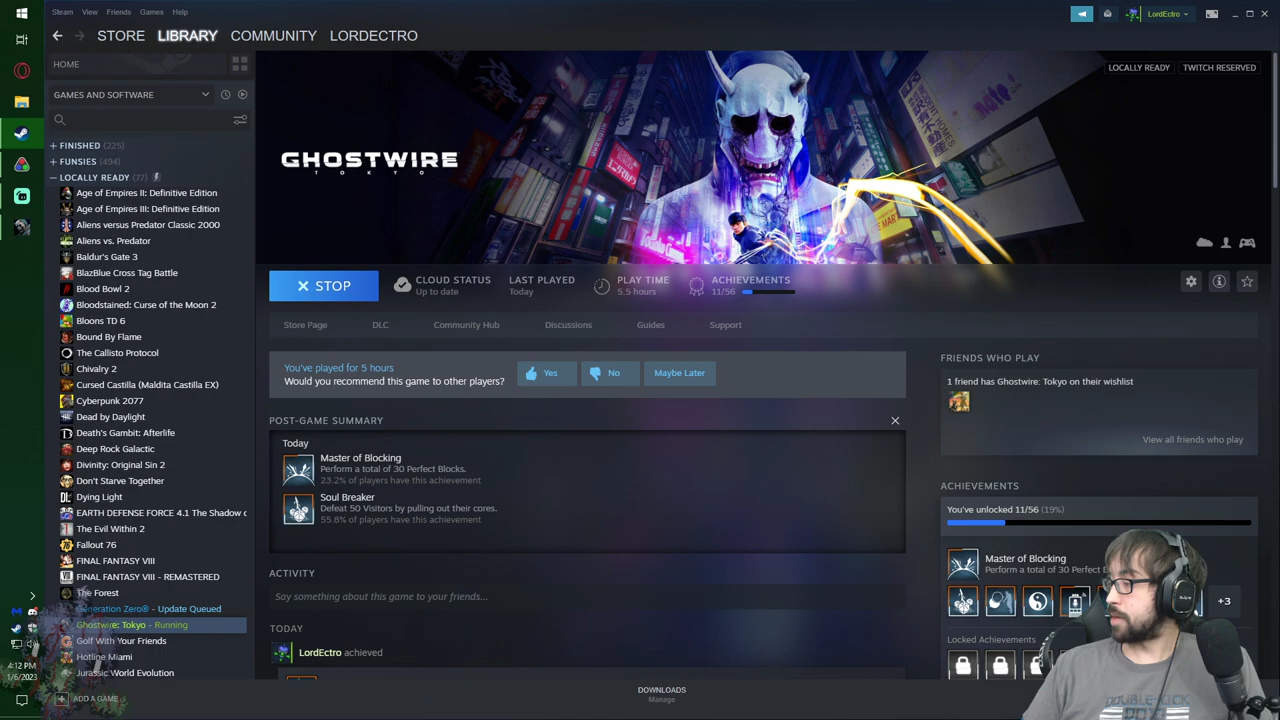 Steam View Friends Games Help
LordEctro
STORE LIBRARY COMMUNITY LORDECTRO
HOME
GAMES AND SOFTWARE
FINISHED (225)
FUNSIES (494)
LOCALLY READY (77)
Age of Empires II: Definitive Edition
Age of Empires III: Definitive Edition
Aliens versus Predator Classic 2000
Aliens vs. Predator
Baldur's Gate 3
BlazBlue Cross Tag Battle
Blood Bowl 2
Bloodstained: Curse of the Moon 2
Bloons TD 6
Bound By Flame
The Callisto Protocol
Chivalry 2
Cursed Castilla (Maldita Castilla EX)
Cyberpunk 2077
Dead by Daylight
Death's Gambit: Afterlife
Deep Rock Galactic
Divinity: Original Sin 2
Don't Starve Together
Dying Light
EARTH DEFENSE FORCE 4.1 The Shadow
The Evil Within 2
Fallout 76
FINAL FANTASY VIII
FINAL FANTASY VIII - REMASTERED
The Forest
Generation Zero® - Update Queued
Ghostwire: Tokyo - Running
Golf With Your Friends
Hotline Miami
Jurassic World Evolution
ADD A GAME
4:12 PM
1/6/2023
LOCALLY READY TWITCH RESERVED
GHOSTWIRE
TOKYO
STOP
CLOUD STATUS
Up to date
LAST PLAYED
Today
PLAY TIME
5.5 hours
ACHIEVEMENTS
11/56
Store Page DLC Community Hub Discussions Guides Support
You've played for 5 hours
Would you recommend this game to other players?
Yes No Maybe Later
POST-GAME SUMMARY
Today
Master of Blocking
Perform a total of 30 Perfect Blocks.
23.2% of players have this achievement
Soul Breaker
Defeat 50 Visitors by pulling out their cores.
55.8% of players have this achievement
ACTIVITY
Say something about this game to your friends...
TODAY
LordEctro achieved
FRIENDS WHO PLAY
1 friend has Ghostwire: Tokyo on their wishlist
View all friends who play
ACHIEVEMENTS
You've unlocked 11/56 (19%)
Master of Blocking
Perform a total of 30 Perfect
+3
Locked Achievements
DOWNLOADS
Manage